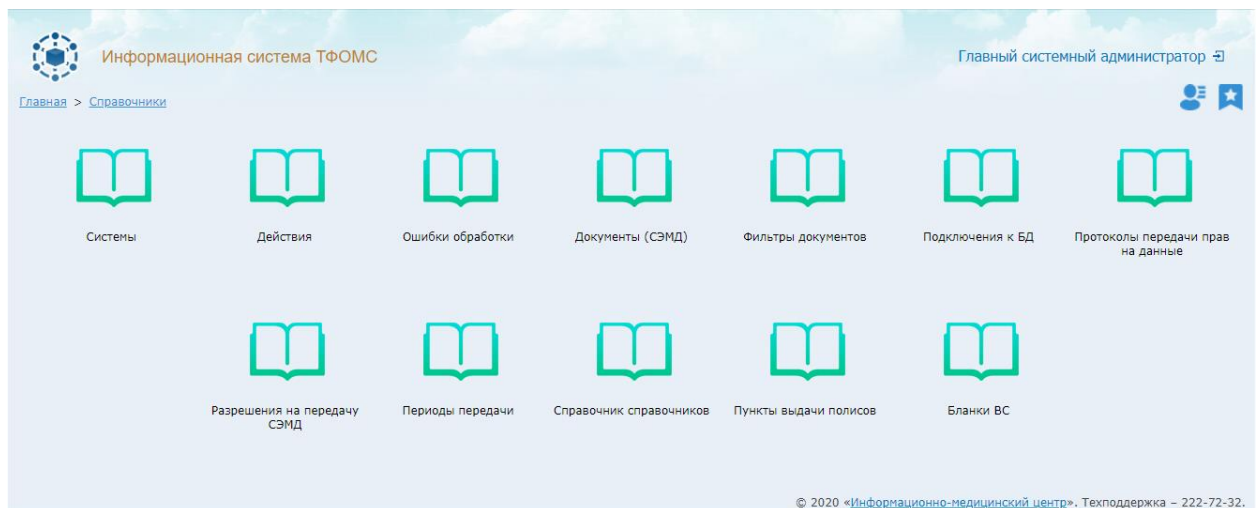 Информационная система ТФОМС
Главный системный администратор
Главная > Справочники
Системы
Действия
Ошибки обработки
Документы (СЭМД)
Фильтры документов
Подключения к БД
Протоколы передачи прав
на данные
Разрешения на передачу
СЭМД
Периоды передачи
Справочник справочников
Пункты выдачи полисов
Бланки ВС
© 2020 «Информационно-медицинский центр». Техподдержка – 222-72-32.